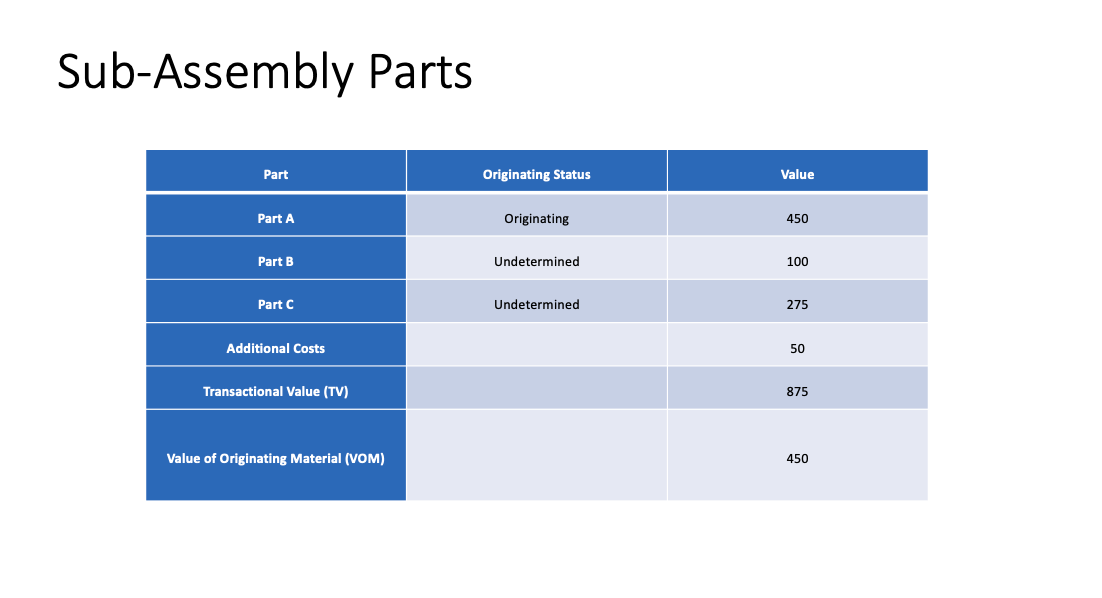 Sub-Assembly Parts
Part Originating Status Value
Part A Originating 450
Part B Undetermined 100
Part C Undetermined 275
Additional Costs 50
Transactional Value (TV) 875
Value of Originating Material (VOM) 450